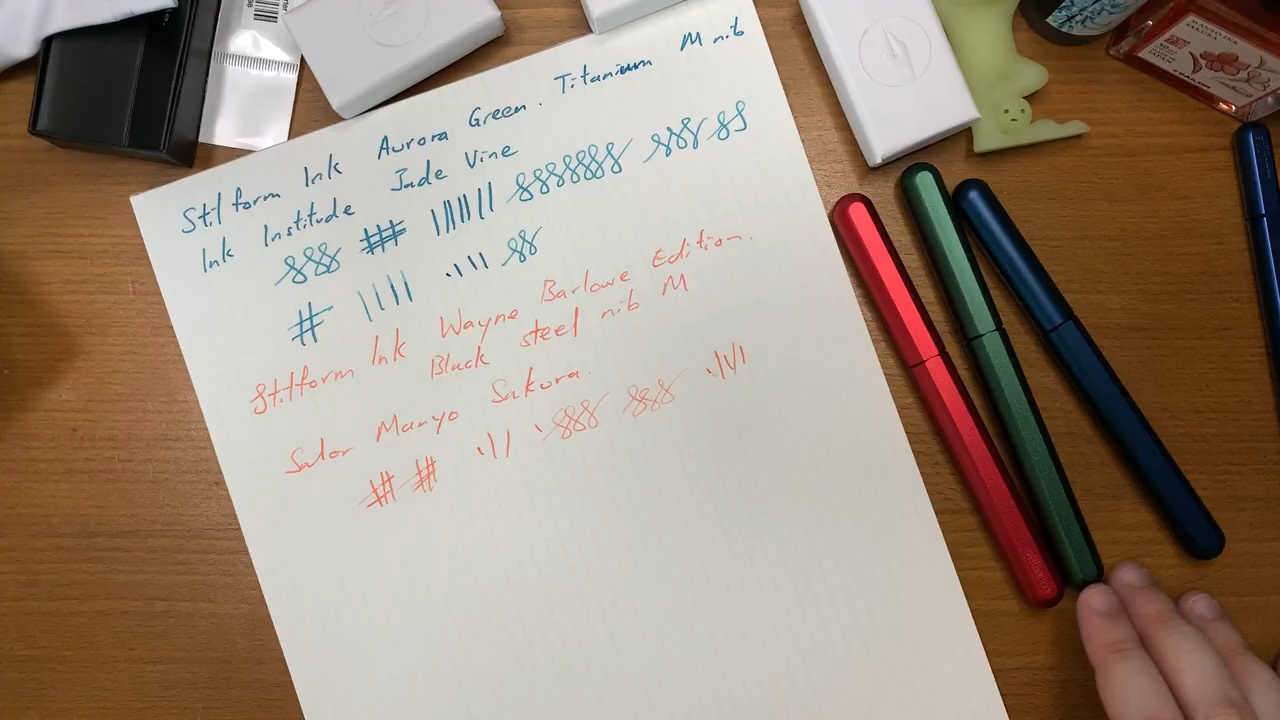 Stilform Ink Aurora Green. Titanium M nib
Ink Institude Jade Vine
Stilform Ink Wayne Barlowe Edition.
Black steel nib M
Sailor Manyo Sakura.